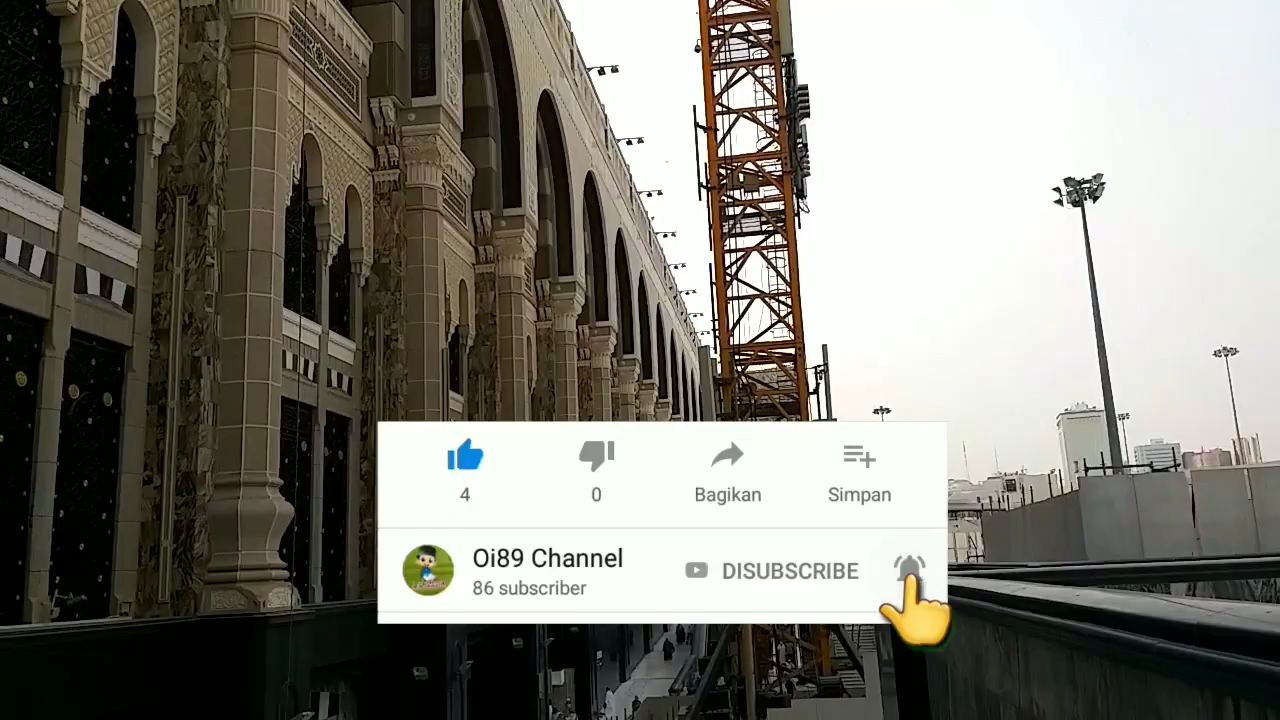 4
0
Bagikan
Simpan
Oi89 Channel
DISUBSCRIBE
86 subscriber